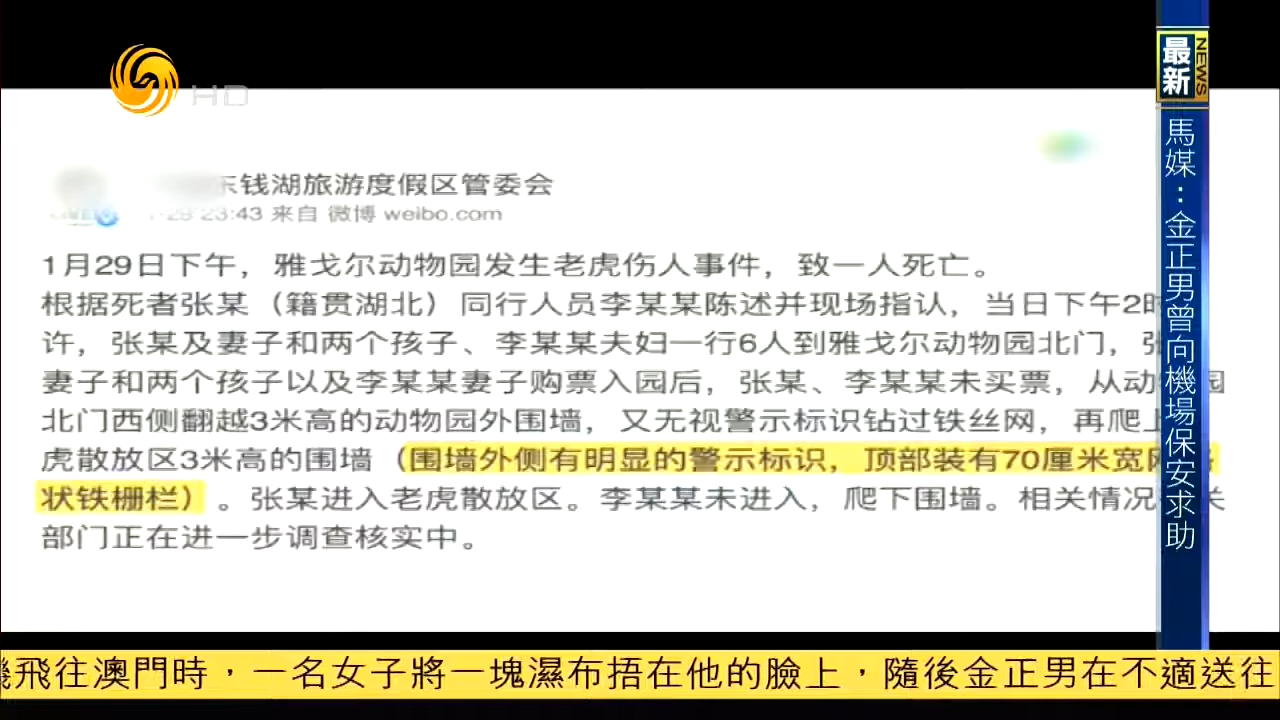 HD
东钱湖旅游度假区管委会
-29 23:43 来自 微博 weibo.com
1月29日下午，雅戈尔动物园发生老虎伤人事件，致一人死亡。
根据死者张某（籍贯湖北）同行人员李某某陈述并现场指认，当日下午2时
许，张某及妻子和两个孩子、李某某夫妇一行6人到雅戈尔动物园北门，张
妻子和两个孩子以及李某某妻子购票入园后，张某、李某某未买票，从动物园
北门西侧翻越3米高的动物园外围墙，又无视警示标识钻过铁丝网，再爬上
虎散放区3米高的围墙（围墙外侧有明显的警示标识，顶部装有70厘米宽网
状铁栅栏）。张某进入老虎散放区。李某某未进入，爬下围墙。相关情况 关
部门正在进一步调查核实中。
最新
NEWS
馬媒：金正男曾向機場保安求助
機飛往澳門時，一名女子將一塊濕布捂在他的臉上，隨後金正男在不適送往